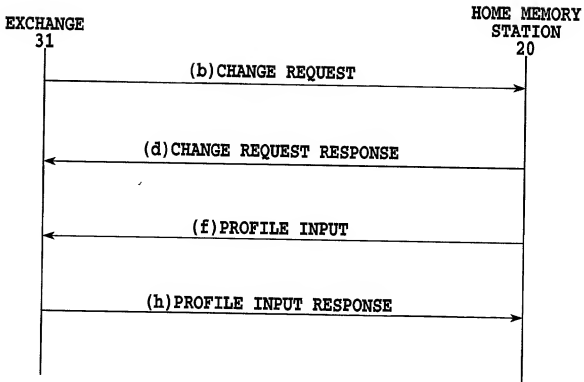 EXCHANGE
31
HOME MEMORY
STATION
20
(b)CHANGE REQUEST
(d)CHANGE REQUEST RESPONSE
(f)PROFILE INPUT
(h)PROFILE INPUT RESPONSE